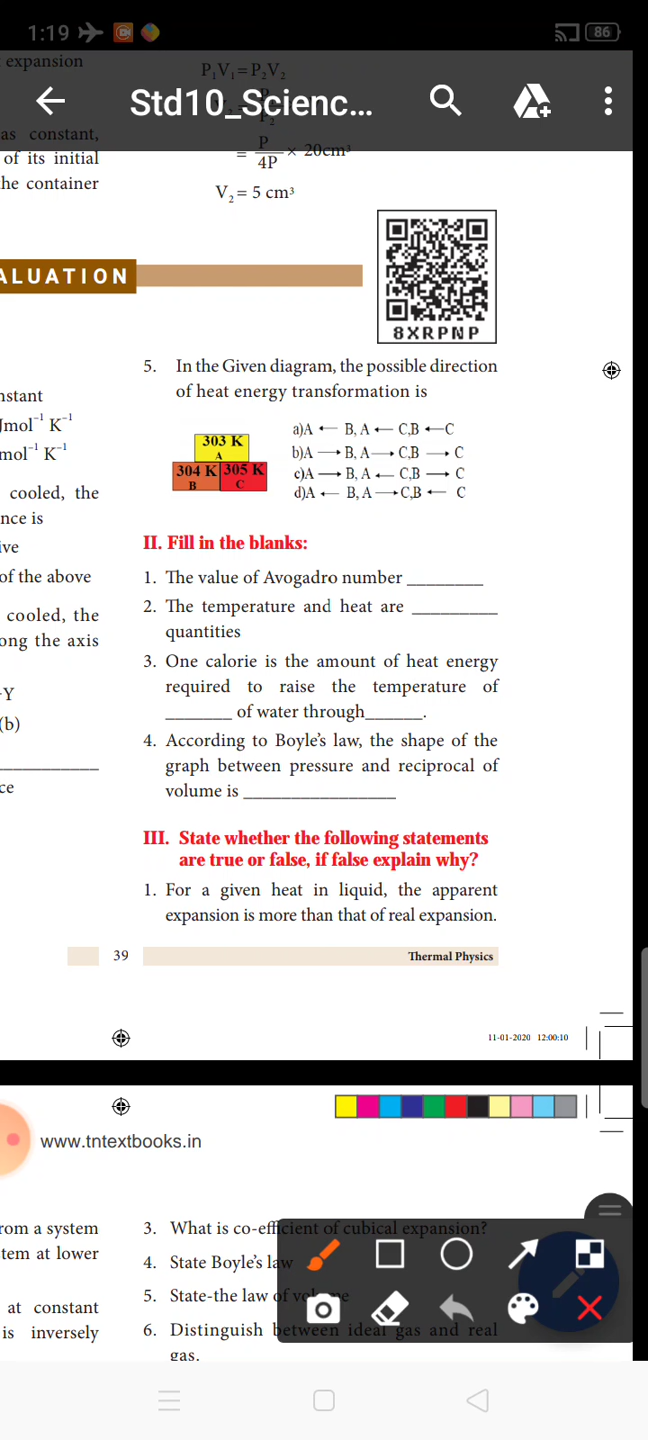 1:19
86
expansion
P₁V₁=P₂V₂
Std10_Scienc...
as constant,
of its initial
= P/4P × 20cm³
the container
V₂= 5 cm³
ALUATION
8XRPNP
5. In the Given diagram, the possible direction
of heat energy transformation is
nstant
Jmol⁻¹ K⁻¹
mol⁻¹ K⁻¹
303 K
A
304 K 305 K
B C
a)A ← B, A ← C,B ←C
b)A → B, A→ C,B → C
c)A → B, A ← C,B → C
d)A ← B, A →C,B ← C
cooled, the
nce is
ive
of the above
cooled, the
ong the axis
-Y
(b)
ce
II. Fill in the blanks:
1. The value of Avogadro number ________
2. The temperature and heat are _________
quantities
3. One calorie is the amount of heat energy
required to raise the temperature of
_______ of water through______.
4. According to Boyle's law, the shape of the
graph between pressure and reciprocal of
volume is ________________
III. State whether the following statements
are true or false, if false explain why?
1. For a given heat in liquid, the apparent
expansion is more than that of real expansion.
39
Thermal Physics
11-01-2020 12:00:10
www.tntextbooks.in
rom a system
tem at lower
at constant
is inversely
3. What is co-efficient of cubical expansion?
4. State Boyle's law
5. State-the law of volume
6. Distinguish between ideal gas and real
gas.